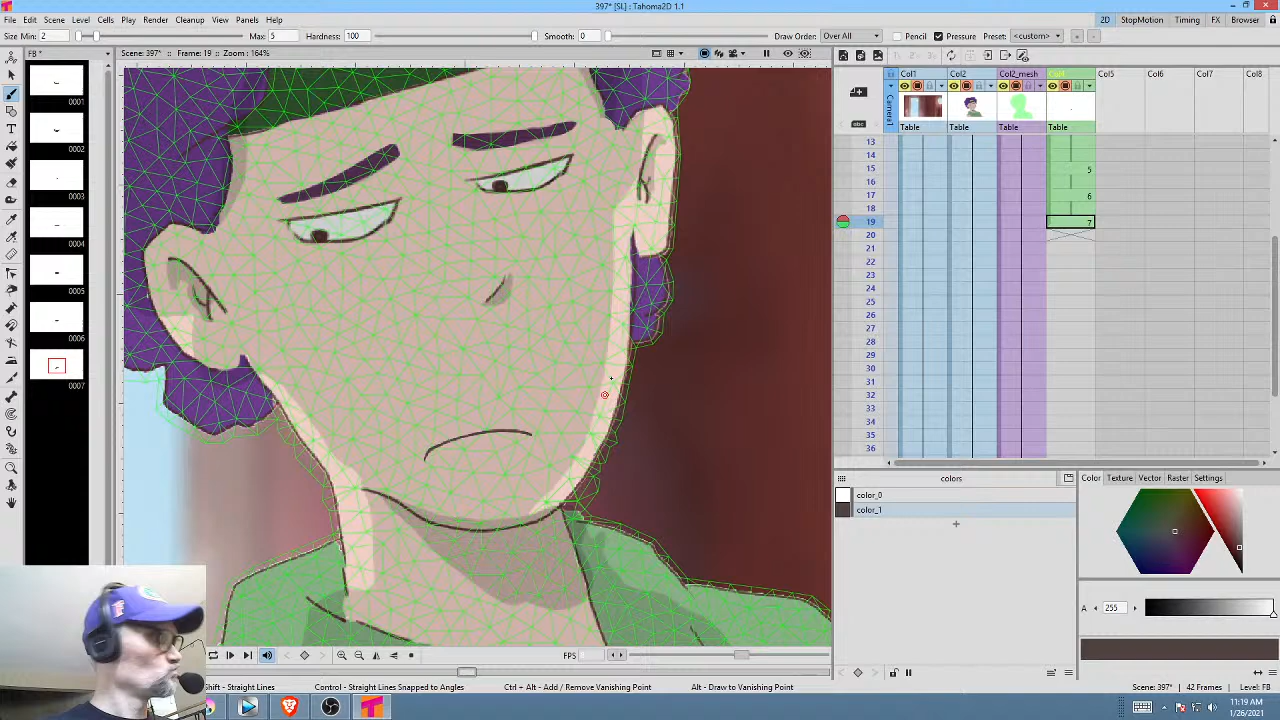 397* [SL] : Tahoma2D 1.1
File Edit Scene Level Cells Play Render Cleanup View Panels Help
2D StopMotion Timing FX Browser
Size Min: 2 Max: 5 Hardness: 100 Smooth: 0 Draw Order: Over All Pencil Pressure Preset: <custom>
FB *
Scene: 397* :: Frame: 19 :: Zoom : 164%
0001
0002
0003
0004
0005
0006
0007
Col1 Col2 Col2_mesh Col4 Col5 Col6 Col7 Col8
Camera1
abc
Table Table Table Table
13
14
15 5
16
17 6
18
19 7
20
21
22
23
24
25
26
27
28
29
30
31
32
33
34
35
36
colors
color_0
color_1
Color Texture Vector Raster Settings
A 255
FPS
Shift - Straight Lines Control - Straight Lines Snapped to Angles Ctrl + Alt - Add / Remove Vanishing Point Alt - Draw to Vanishing Point
Scene:397* :: 42 Frames :: Level: FB
11:19 AM
1/26/2021